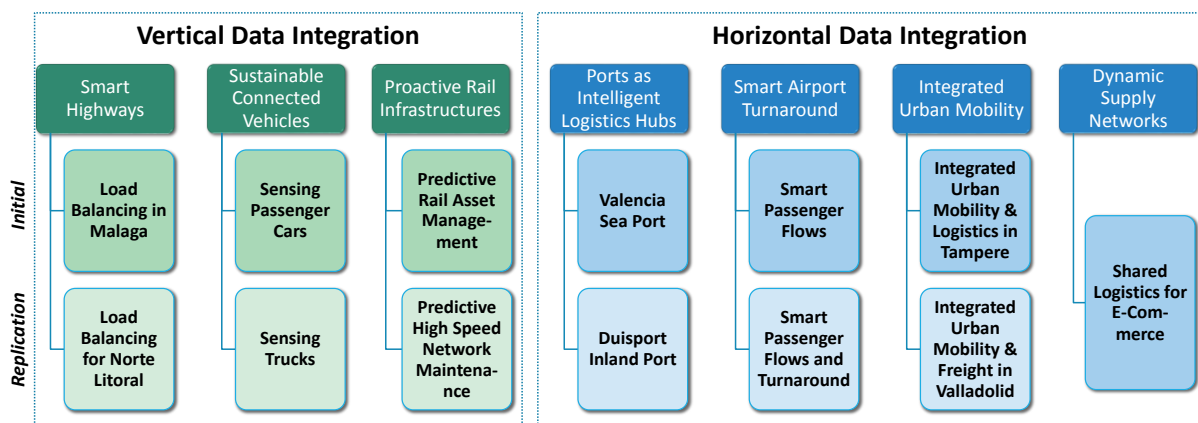 Vertical Data Integration
Horizontal Data Integration
Smart
Highways
Sustainable
Connected
Vehicles
Proactive Rail
Infrastructures
Ports as
Intelligent
Logistics Hubs
Smart Airport
Turnaround
Integrated
Urban Mobility
Dynamic
Supply
Networks
Initial
Load
Balancing in
Malaga
Sensing
Passenger
Cars
Predictive
Rail Asset
Manage-
ment
Valencia
Sea Port
Smart
Passenger
Flows
Integrated
Urban
Mobility &
Logistics in
Tampere
Shared
Logistics for
E-Com-
merce
Replication
Load
Balancing
for Norte
Litoral
Sensing
Trucks
Predictive
High Speed
Network
Maintena-
nce
Duisport
Inland Port
Smart
Passenger
Flows and
Turnaround
Integrated
Urban
Mobility &
Freight in
Valladolid